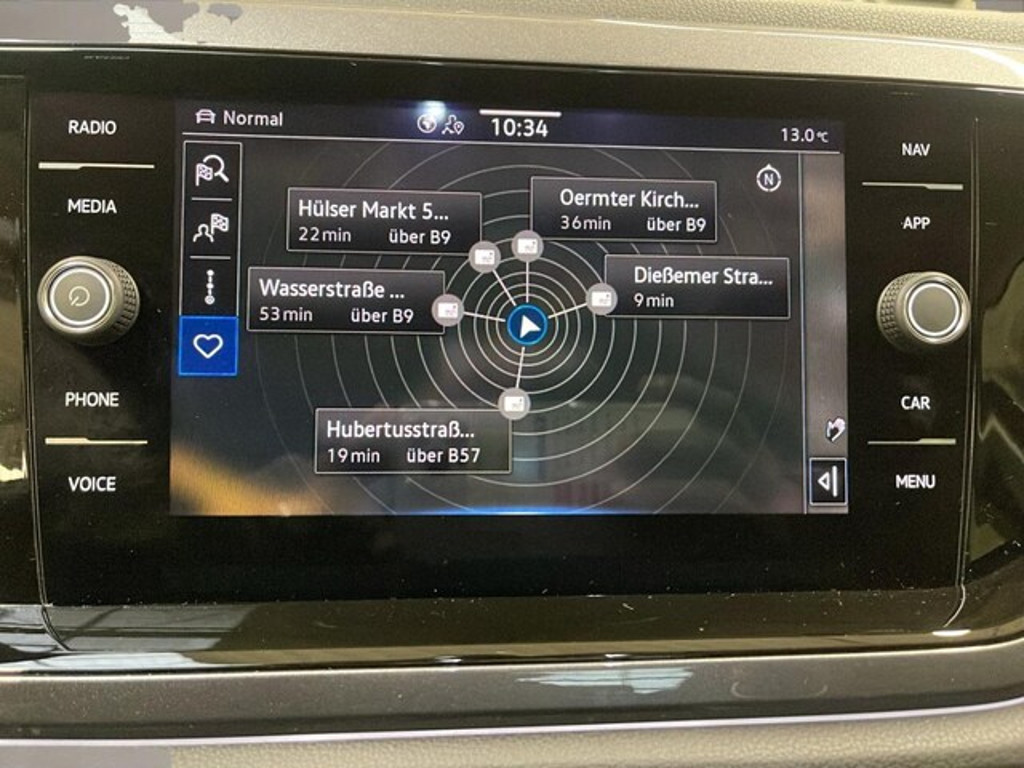 RADIO
MEDIA
PHONE
VOICE
Normal
10:34
13.0 °C
N
Hülser Markt 5...
22 min über B9
Oermter Kirch...
36 min über B9
Wasserstraße ...
53 min über B9
Dießemer Stra...
9 min
Hubertusstraß...
19 min über B57
NAV
APP
CAR
MENU